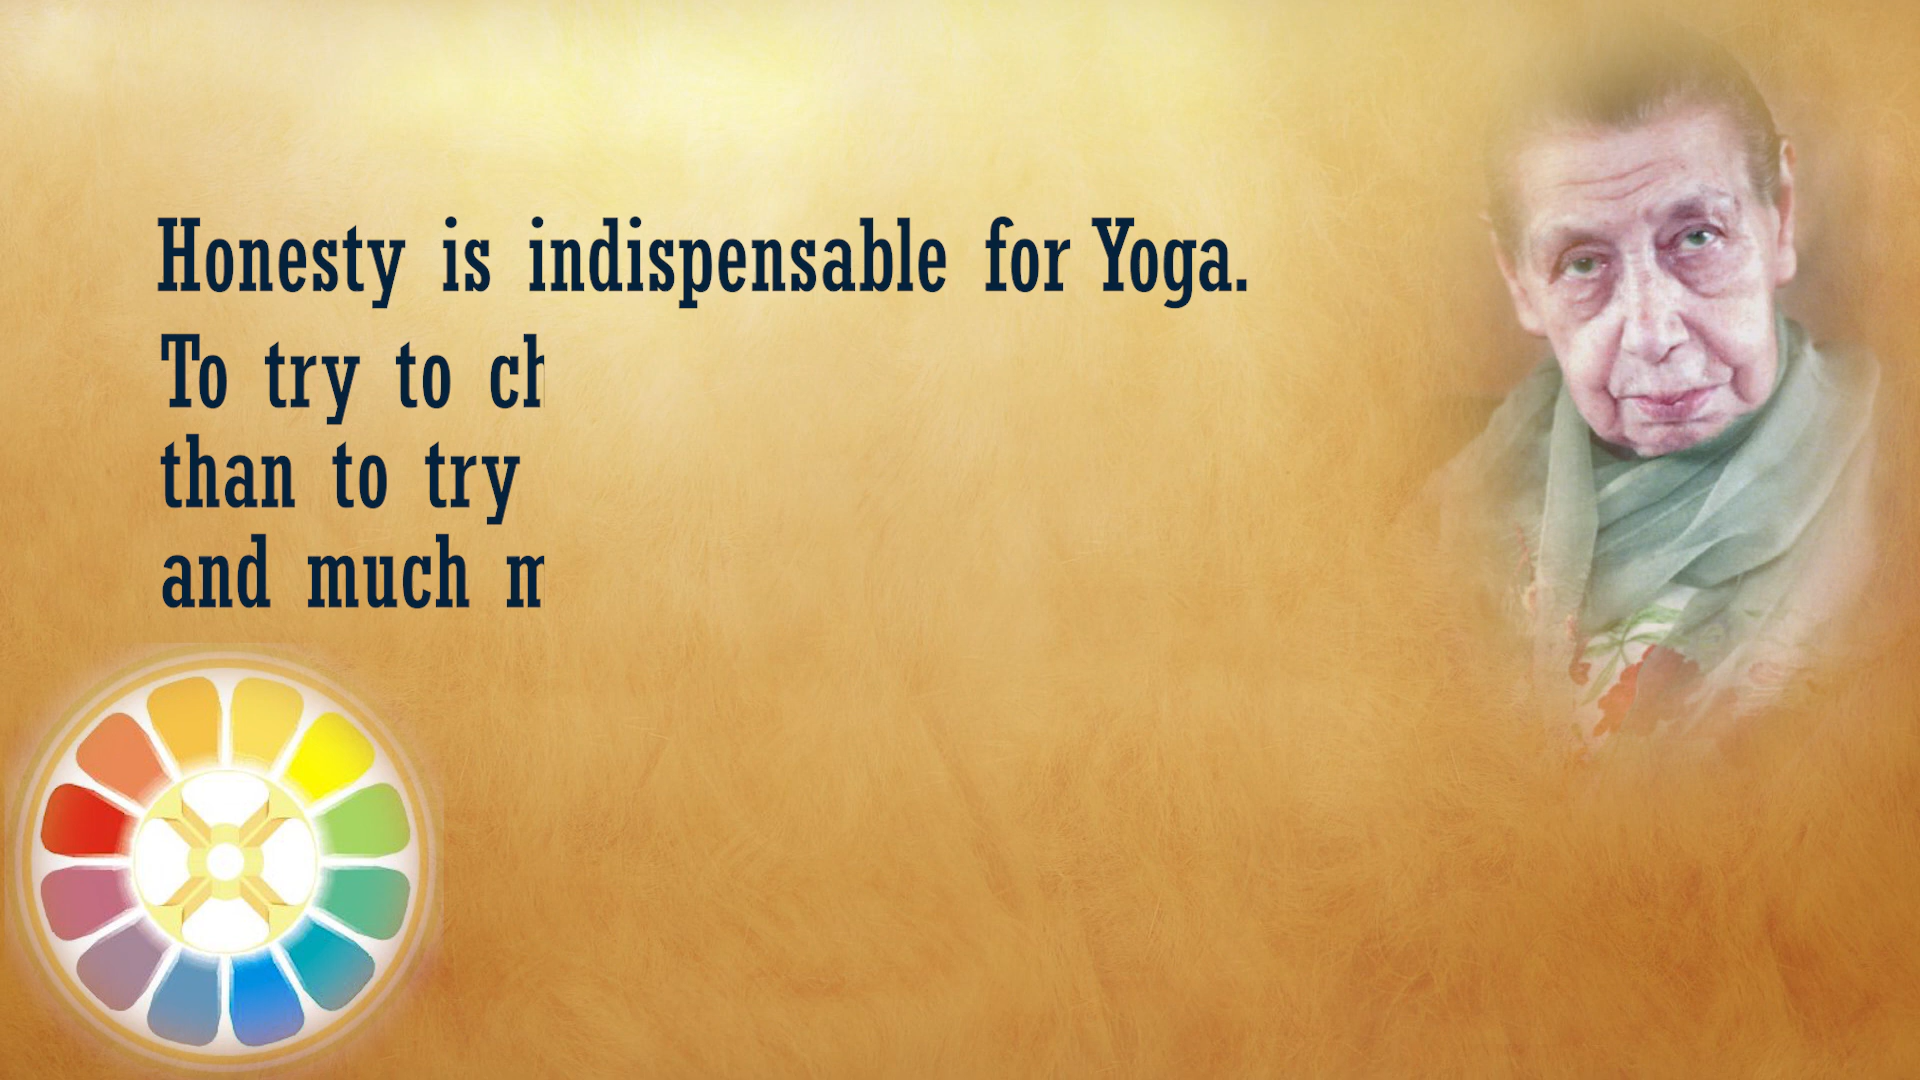 Honesty is indispensable for Yoga.
To try to
than to try
and much